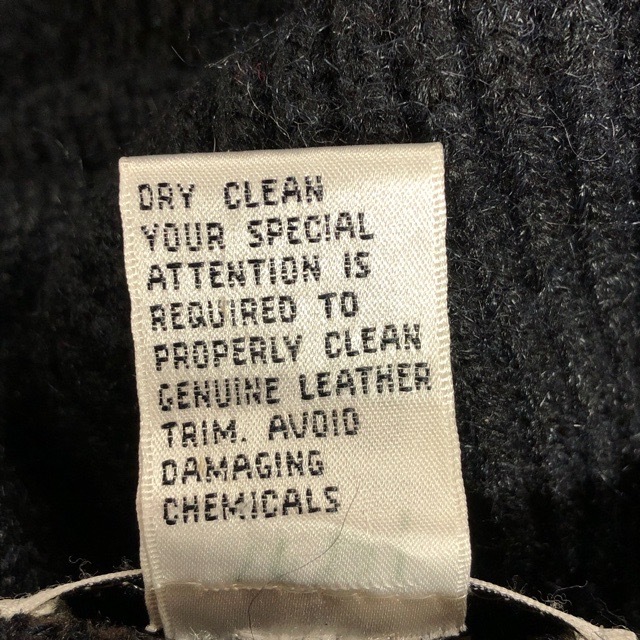 DRY CLEAN
YOUR SPECIAL
ATTENTION IS
REQUIRED TO
PROPERLY CLEAN
GENUINE LEATHER
TRIM. AVOID
DAMAGING
CHEMICALS